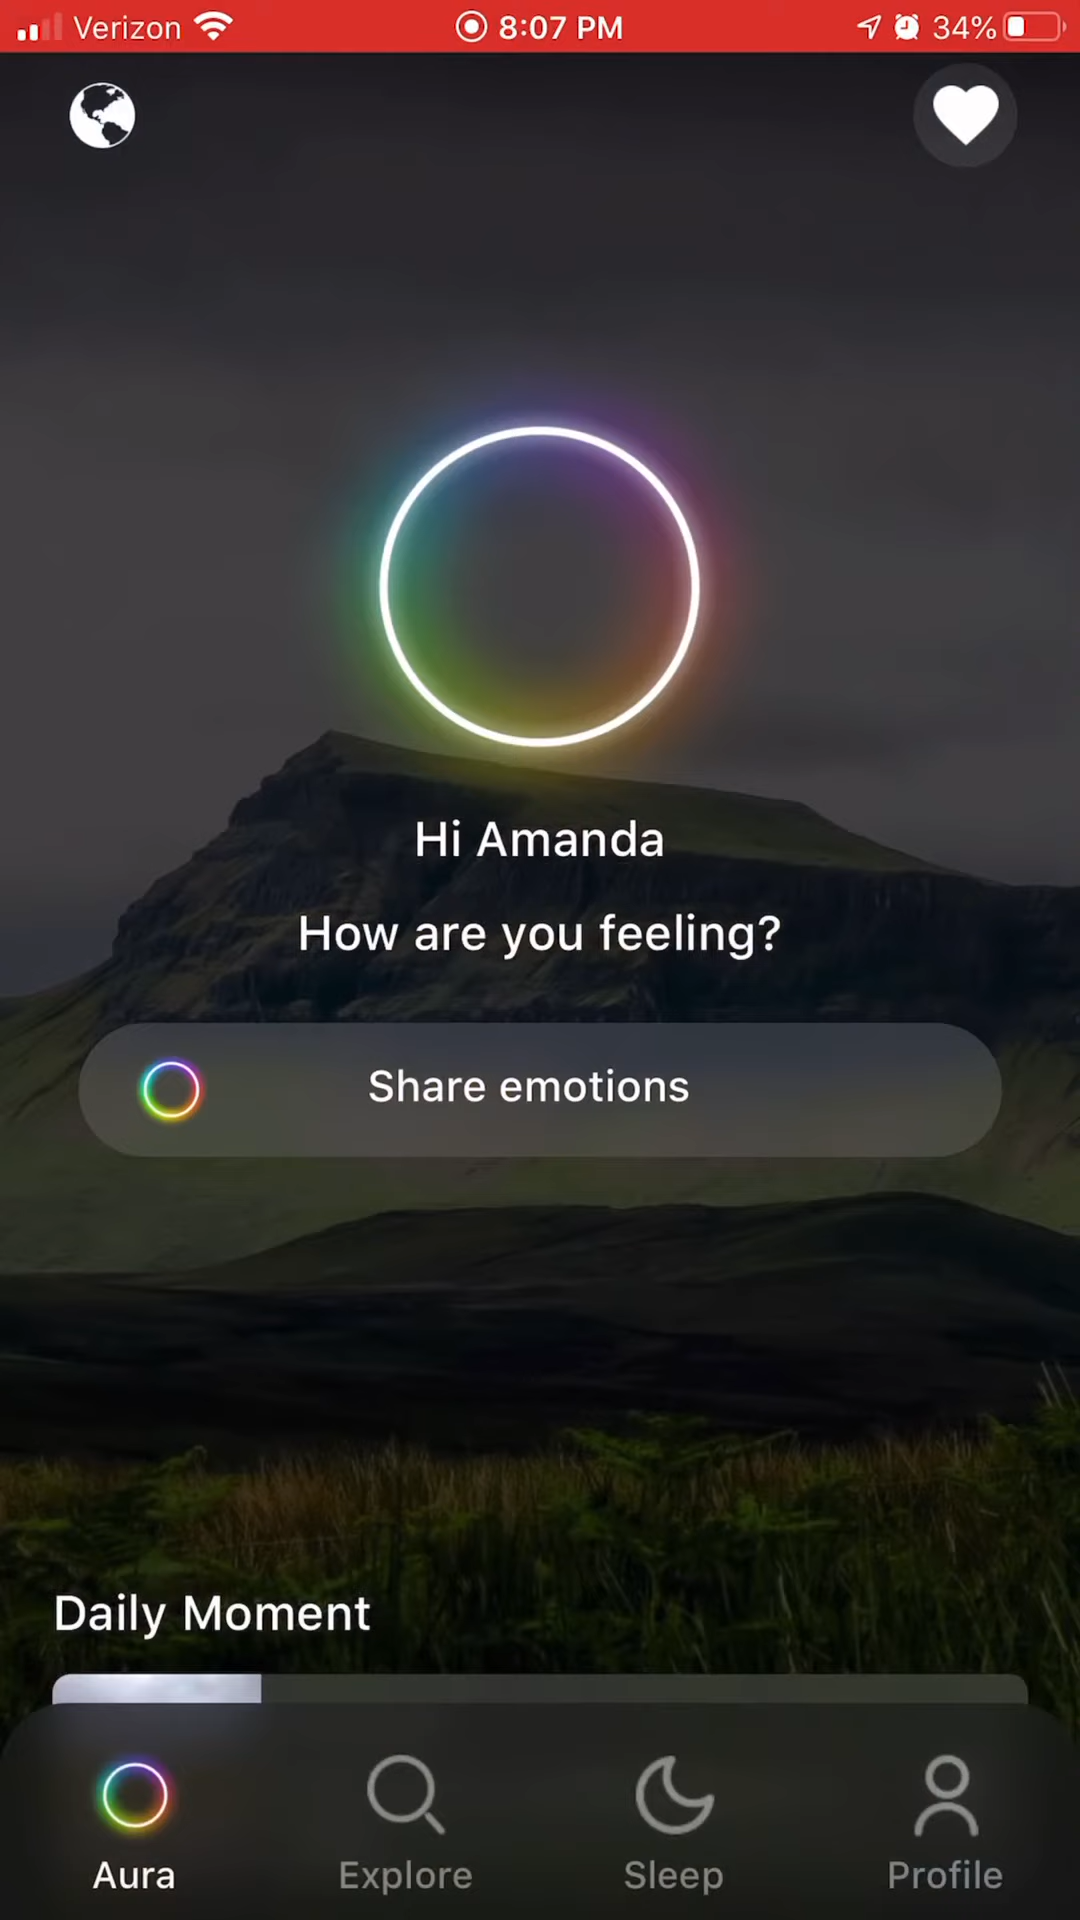 Verizon 8:07 PM 34%
Hi Amanda
How are you feeling?
Share emotions
Daily Moment
Aura Explore Sleep Profile